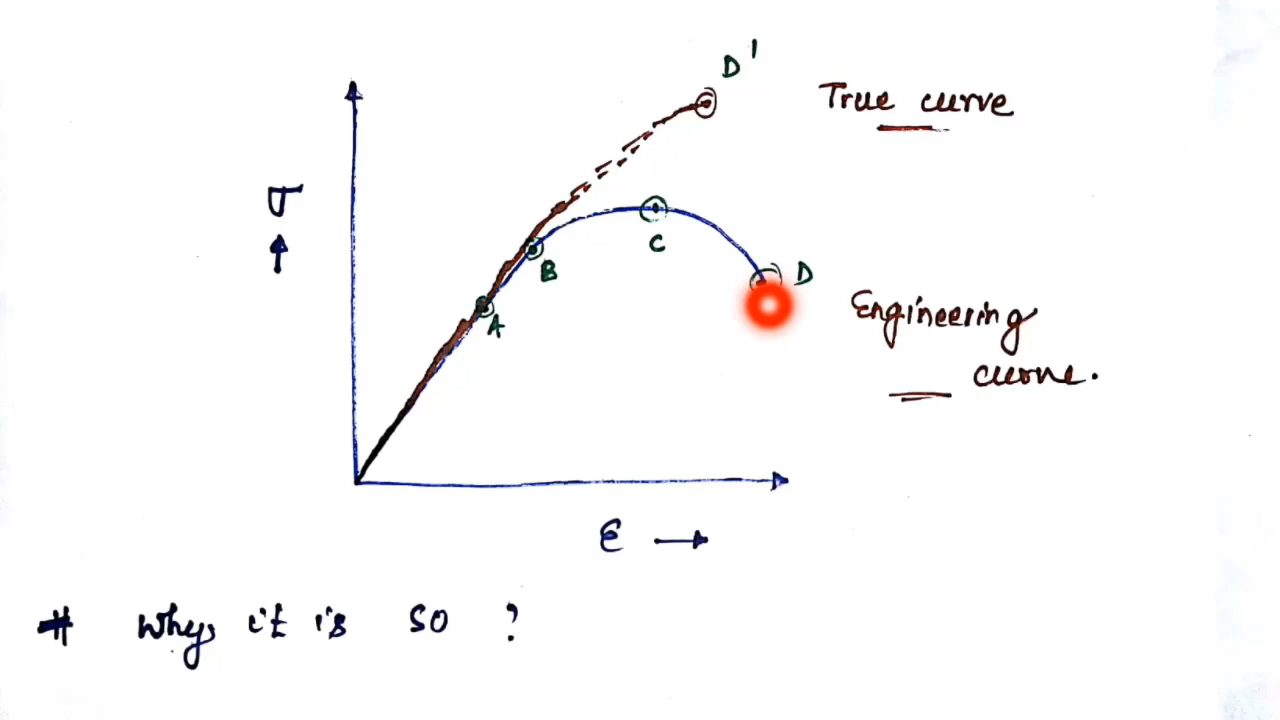 D'
True curve
σ
C
B
D
A
Engineering
curve.
ε
# Why it is so ?